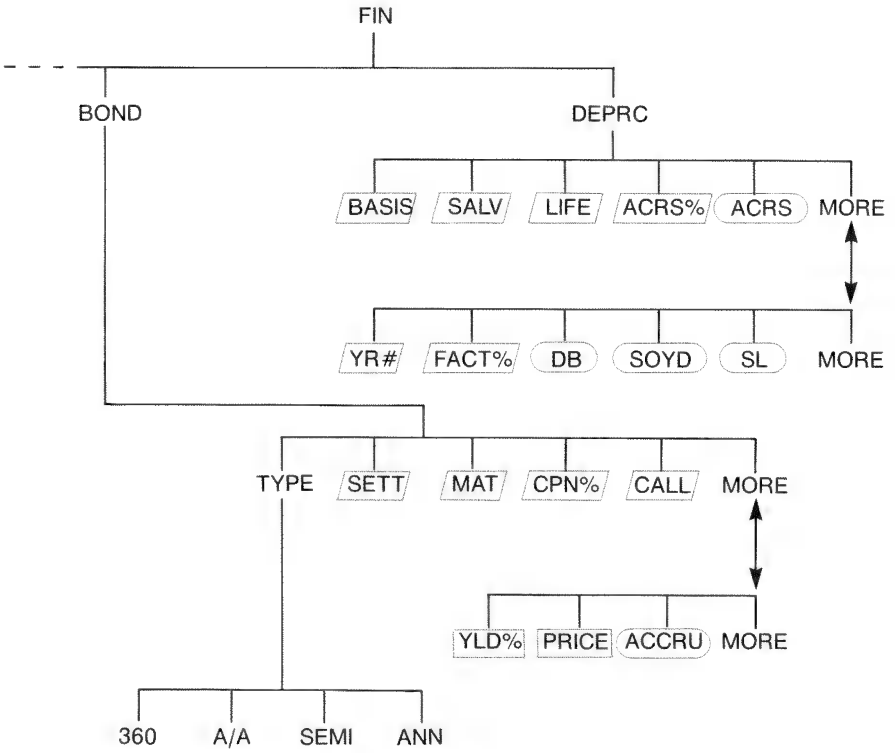 FIN
BOND DEPRC
BASIS SALV LIFE ACRS% ACRS MORE
YR# FACT% DB SOYD SL MORE
TYPE SETT MAT CPN% CALL MORE
YLD% PRICE ACCRU MORE
360 A/A SEMI ANN